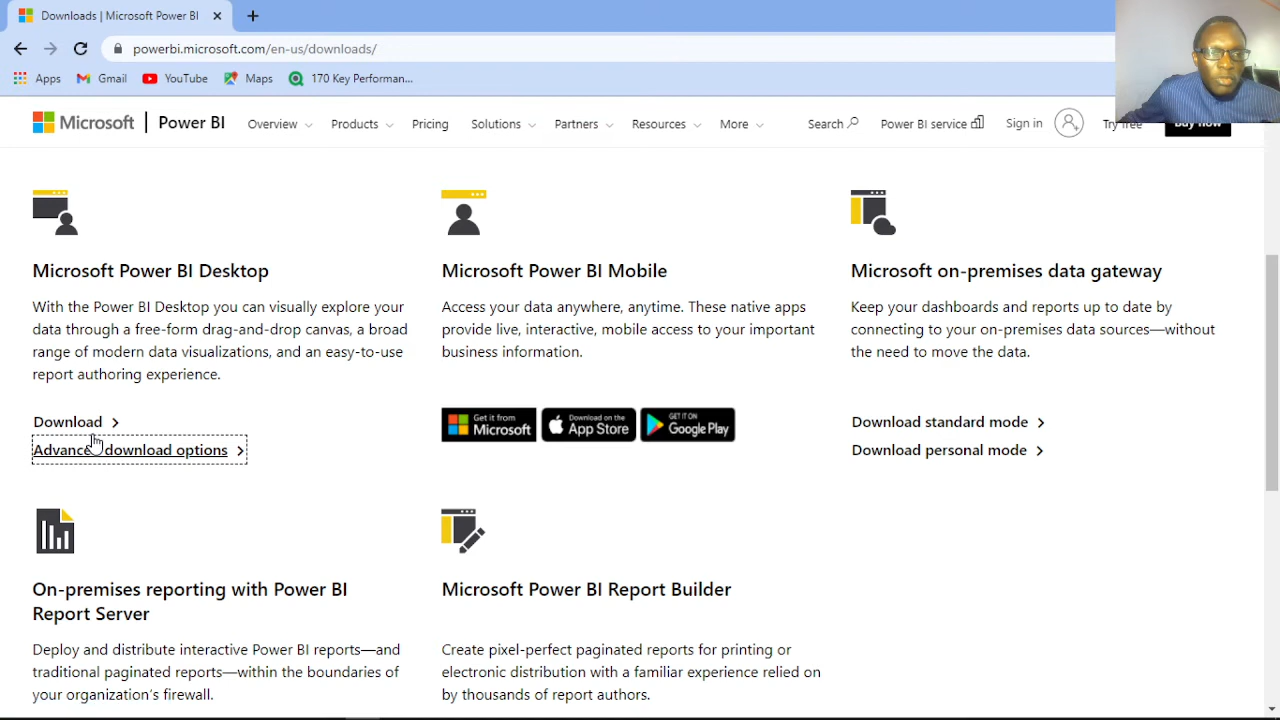 Downloads | Microsoft Power BI
powerbi.microsoft.com/en-us/downloads/
Apps Gmail YouTube Maps 170 Key Performan...
Microsoft Power BI Overview Products Pricing Solutions Partners Resources More Search Power BI service Sign in Try free Buy now
Microsoft Power BI Desktop
With the Power BI Desktop you can visually explore your
data through a free-form drag-and-drop canvas, a broad
range of modern data visualizations, and an easy-to-use
report authoring experience.
Download
Advanced download options
Microsoft Power BI Mobile
Access your data anywhere, anytime. These native apps
provide live, interactive, mobile access to your important
business information.
Get it from
Microsoft
Download on the
App Store
GET IT ON
Google Play
Microsoft on-premises data gateway
Keep your dashboards and reports up to date by
connecting to your on-premises data sources—without
the need to move the data.
Download standard mode
Download personal mode
On-premises reporting with Power BI
Report Server
Deploy and distribute interactive Power BI reports—and
traditional paginated reports—within the boundaries of
your organization's firewall.
Microsoft Power BI Report Builder
Create pixel-perfect paginated reports for printing or
electronic distribution with a familiar experience relied on
by thousands of report authors.